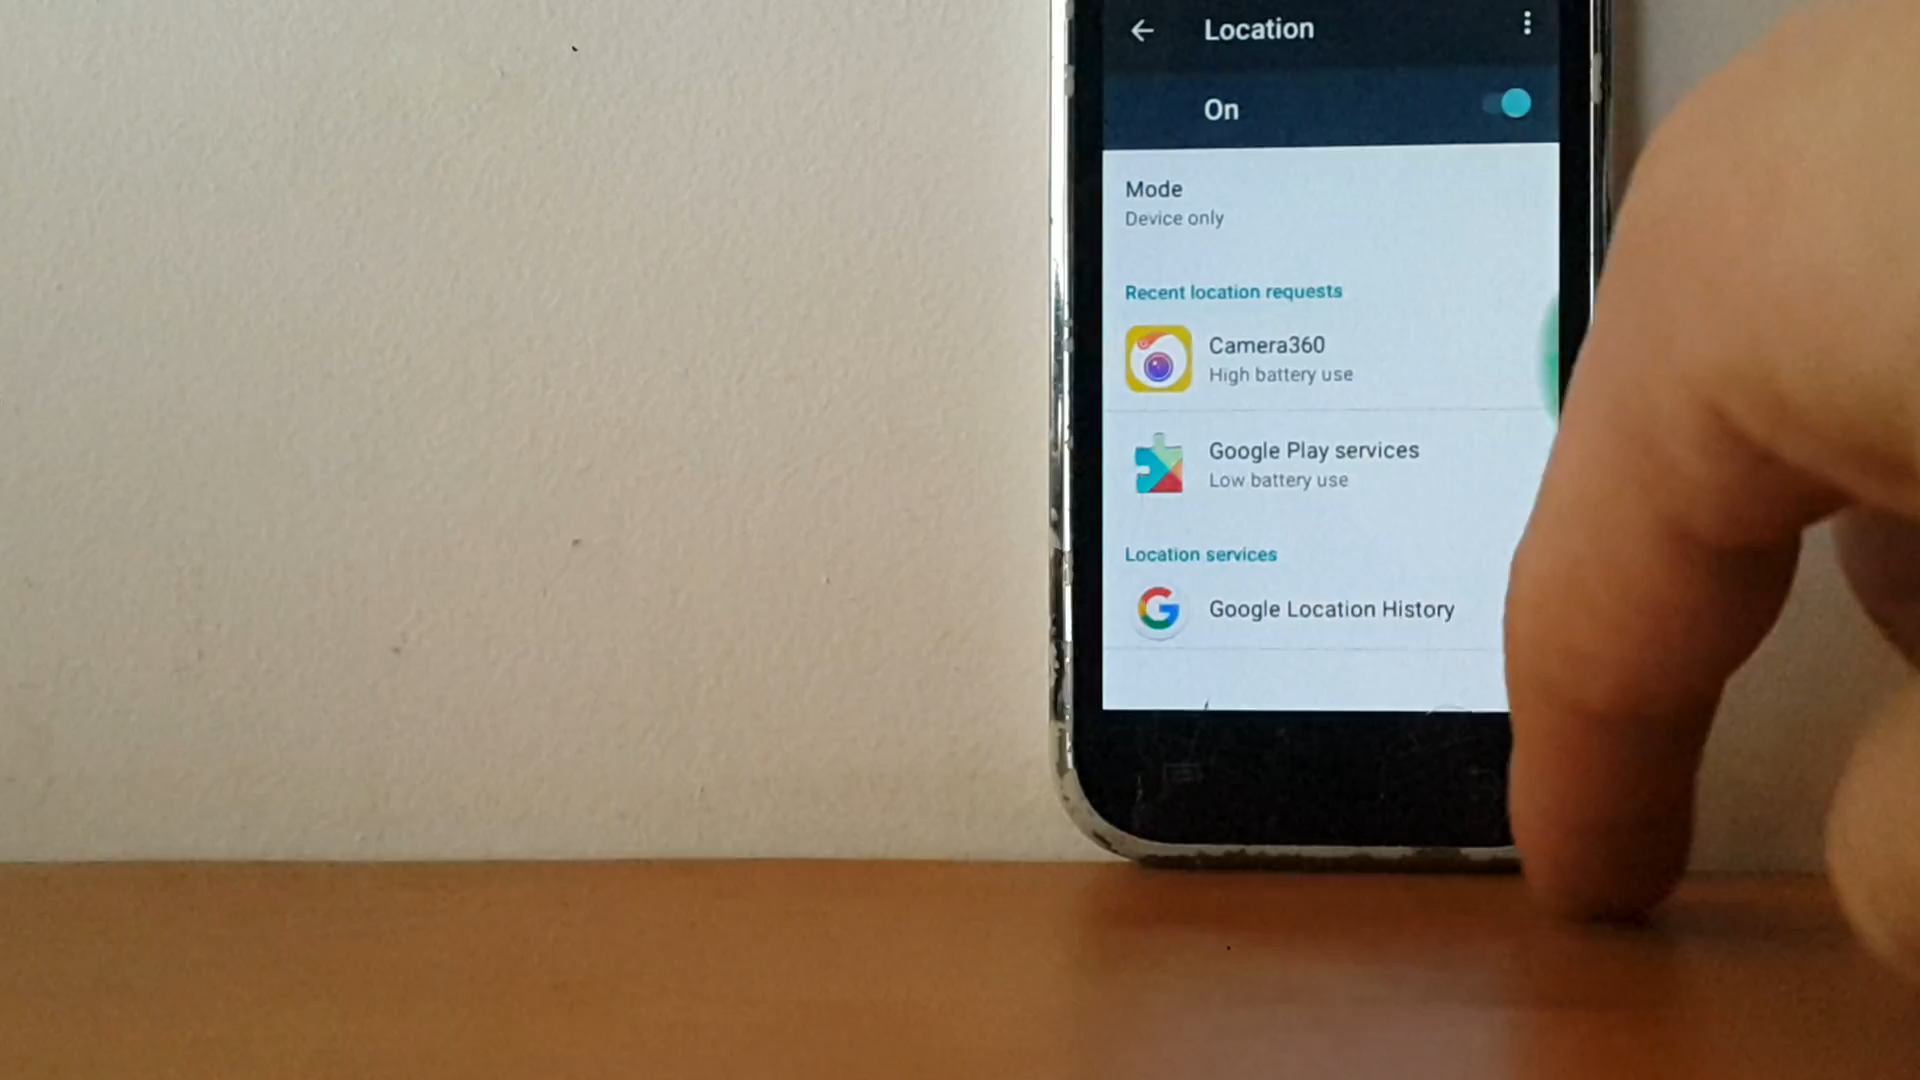 Location
On
Mode
Device only
Recent location requests
Camera360
High battery use
Google Play services
Low battery use
Location services
Google Location History